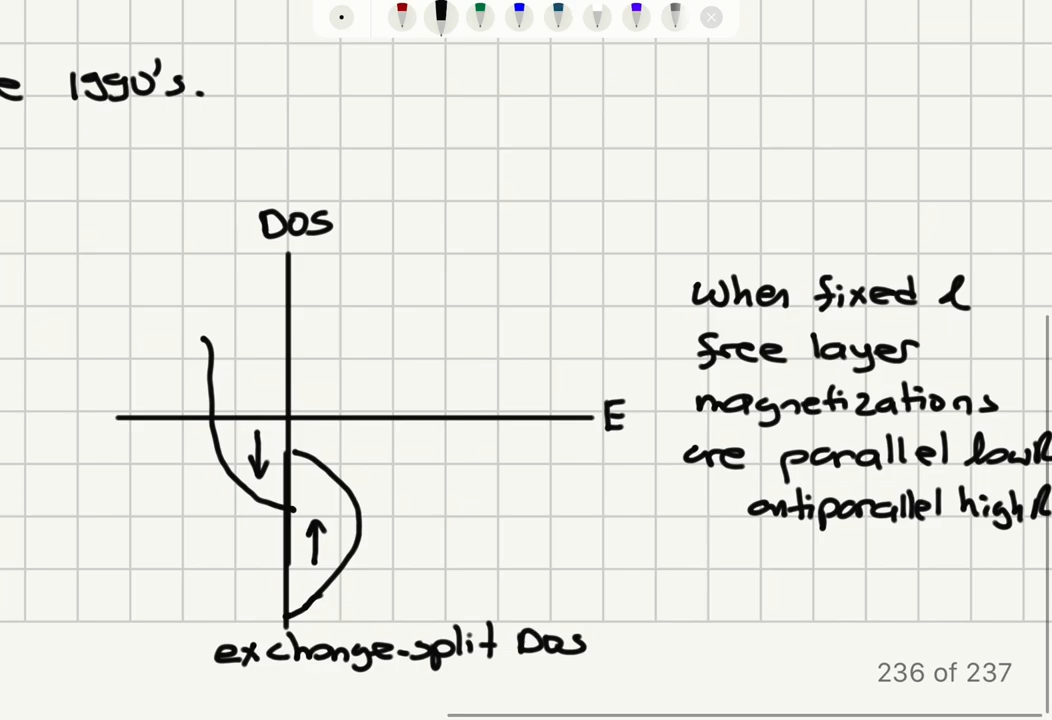 e 1990's.
DOS
E
When fixed &
free layer
magnetizations
are parallel low R
antiparallel high R
↓
↑
exchange-split DOS
236 of 237